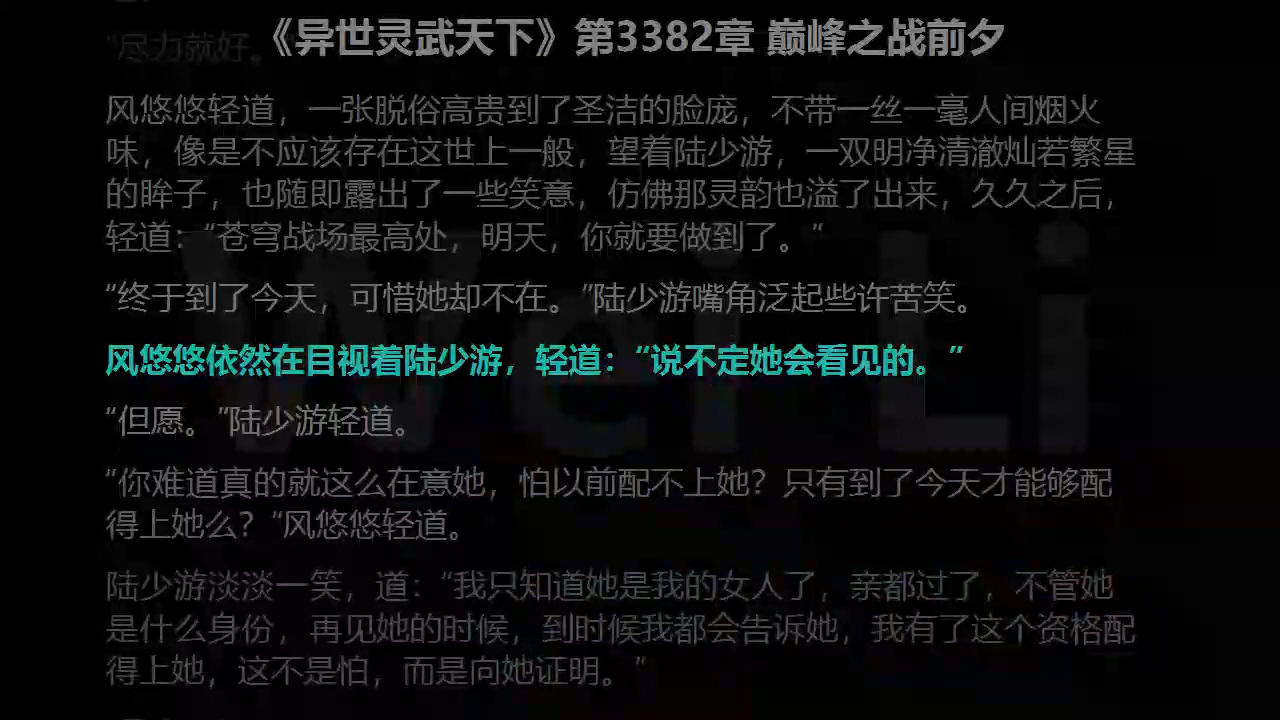 “尽力就好。
《异世灵武天下》第3382章 巅峰之战前夕
风悠悠轻道，一张脱俗高贵到了圣洁的脸庞，不带一丝一毫人间烟火
味，像是不应该存在这世上一般，望着陆少游，一双明净清澈灿若繁星
的眸子，也随即露出了一些笑意，仿佛那灵韵也溢了出来，久久之后，
轻道：“苍穹战场最高处，明天，你就要做到了。”
“终于到了今天，可惜她却不在。”陆少游嘴角泛起些许苦笑。
风悠悠依然在目视着陆少游，轻道：“说不定她会看见的。”
“但愿。”陆少游轻道。
“你难道真的就这么在意她，怕以前配不上她？只有到了今天才能够配
得上她么？”风悠悠轻道。
陆少游淡淡一笑，道：“我只知道她是我的女人了，亲都过了，不管她
是什么身份，再见她的时候，到时候我都会告诉她，我有了这个资格配
得上她，这不是怕，而是向她证明。”
Wei Li